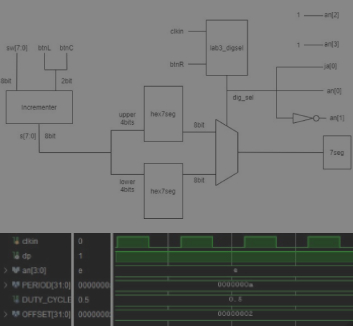 1 an[2]
clkin
lab3_digsel
1 an[3]
sw[7:0] btnL btnC
btnR
ja[0]
8bit 2bit
dig_sel
an[0]
incrementer
upper
4bits
hex7seg
8bit
an[1]
s[7:0] 8bit
7seg
lower
4bits
hex7seg
8bit
clkin 0
dp 1
an[3:0] e e
PERIOD[31:0] 0000000 0000000a
DUTY_CYCLE 0.5 0.5
OFFSET[31:0] 0000000 00000002